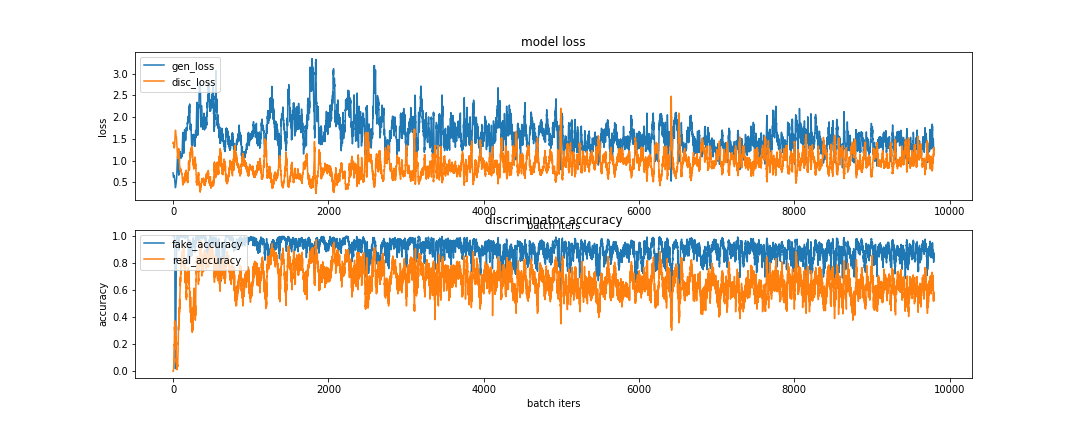 model loss
gen_loss
disc_loss
loss
3.0
2.5
2.0
1.5
1.0
0.5
0 2000 4000 6000 8000 10000
batch iters
discriminator accuracy
fake_accuracy
real_accuracy
accuracy
1.0
0.8
0.6
0.4
0.2
0.0
0 2000 4000 6000 8000 10000
batch iters